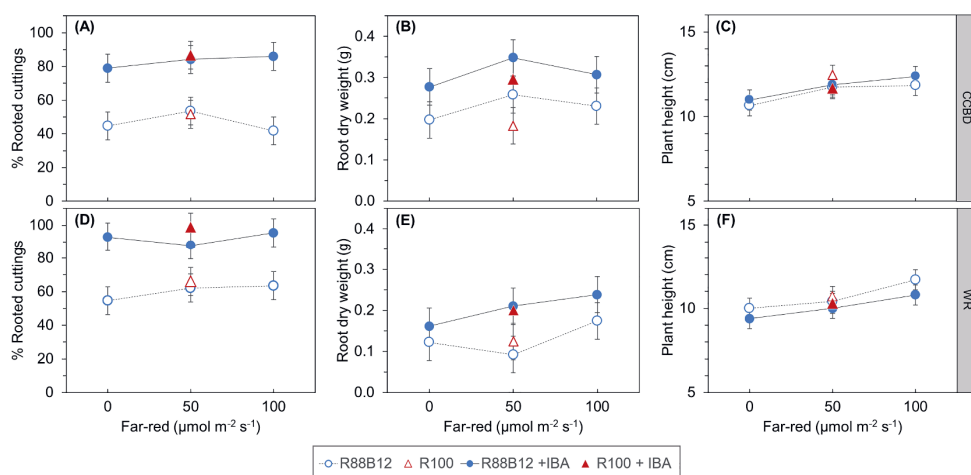 (A)
100
80
60
40
20
0
% Rooted cuttings
(B)
0.4
0.3
0.2
0.1
0.0
Root dry weight (g)
(C)
15
10
5
Plant height (cm)
CCBD
(D)
100
80
60
40
20
0
% Rooted cuttings
0 50 100
Far-red (µmol m⁻² s⁻¹)
(E)
0.4
0.3
0.2
0.1
0.0
Root dry weight (g)
0 50 100
Far-red (µmol m⁻² s⁻¹)
(F)
15
10
5
Plant height (cm)
0 50 100
Far-red (µmol m⁻² s⁻¹)
WR
R88B12 R100 R88B12 +IBA R100 + IBA